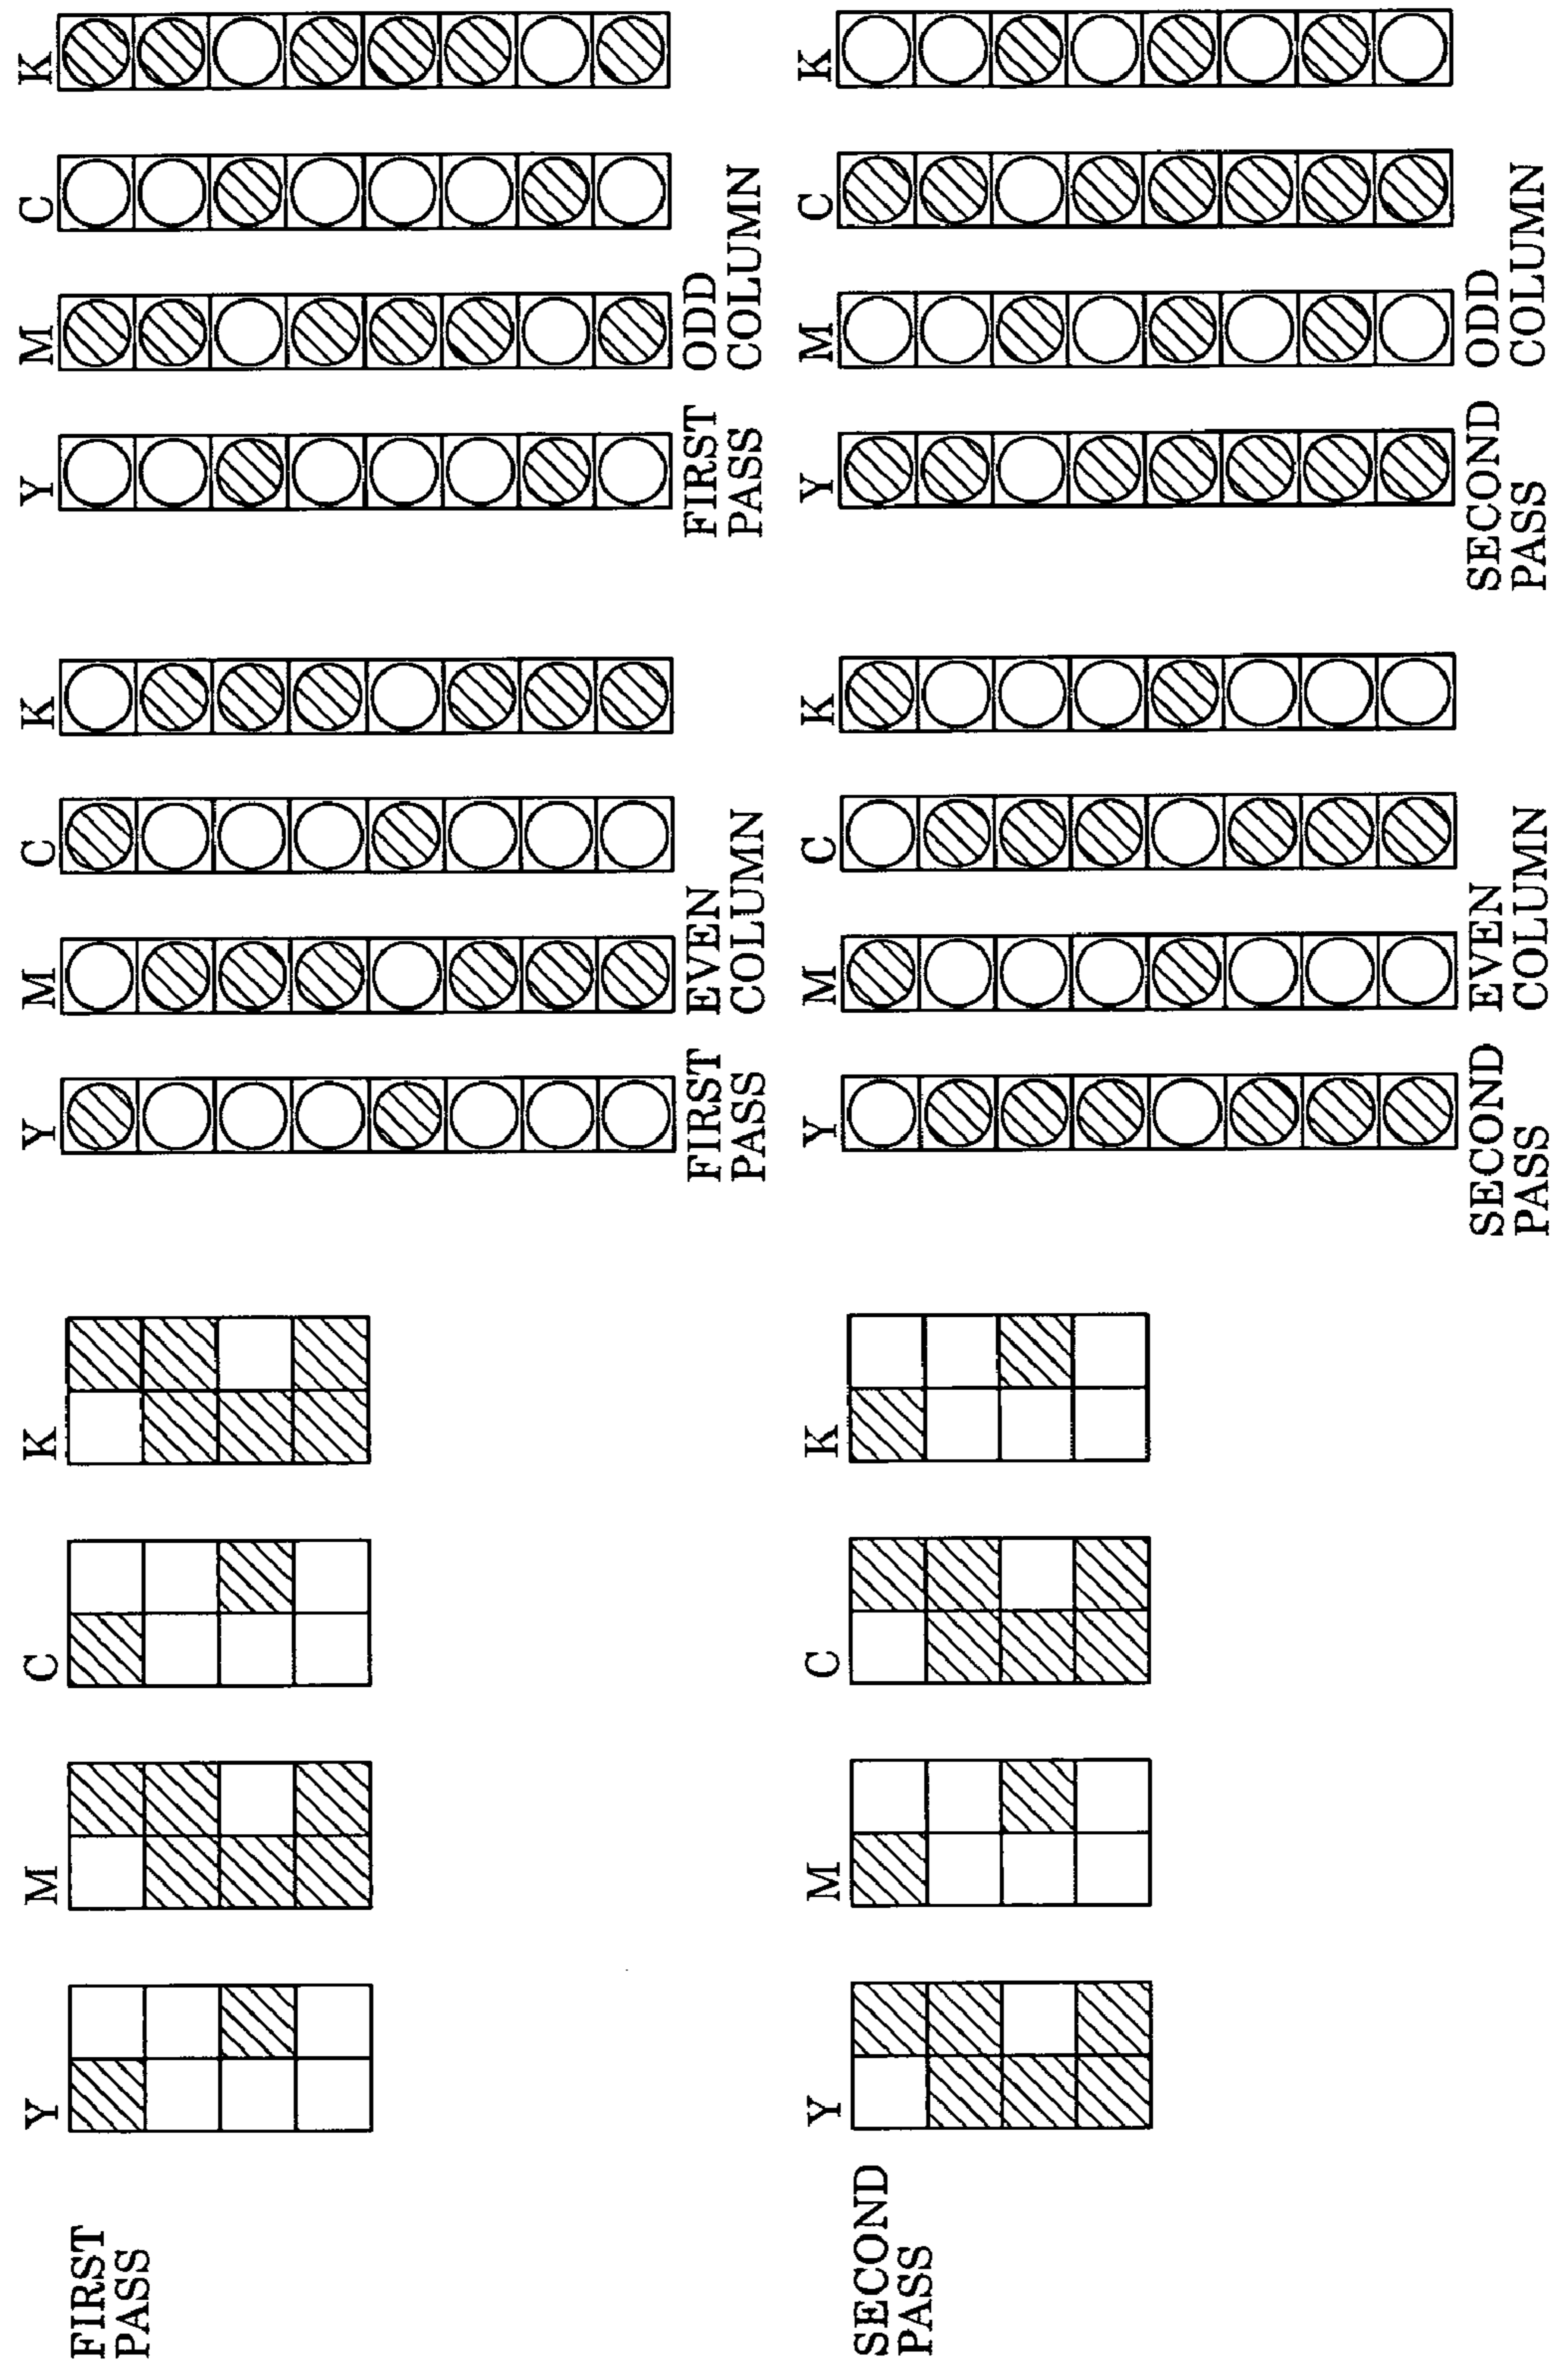 Y M C K Y M C K Y M C K
FIRST
PASS
FIRST EVEN
PASS COLUMN
FIRST ODD
PASS COLUMN
Y M C K Y M C K Y M C K
SECOND
PASS
SECOND EVEN
PASS COLUMN
SECOND ODD
PASS COLUMN